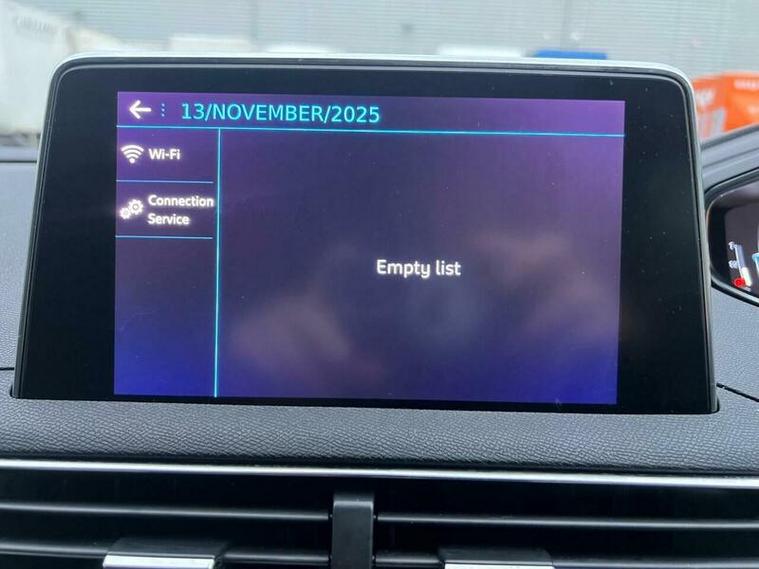 13/NOVEMBER/2025
Wi-Fi
Connection
Service
Empty list